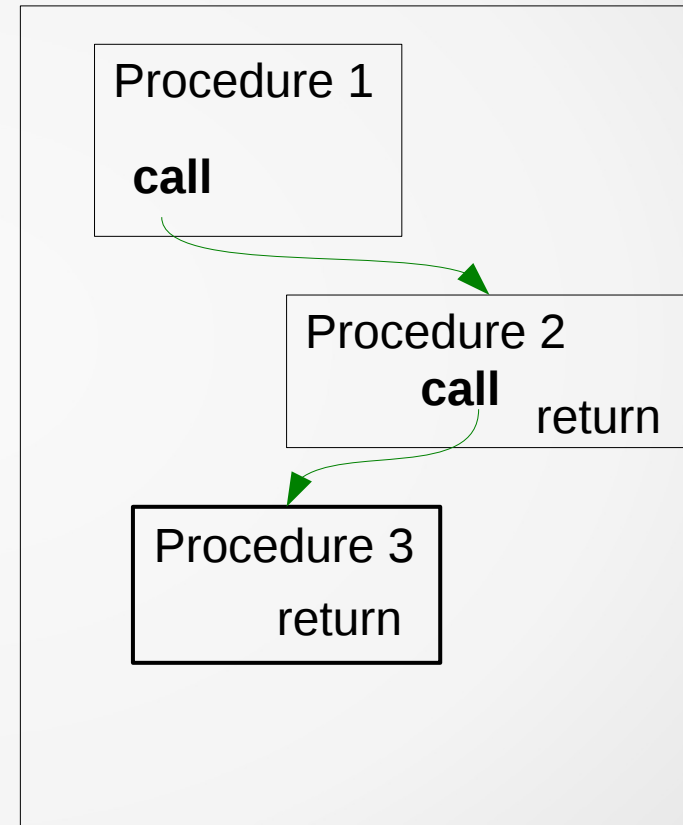 Procedure 1
call
Procedure 2
call
return
Procedure 3
return